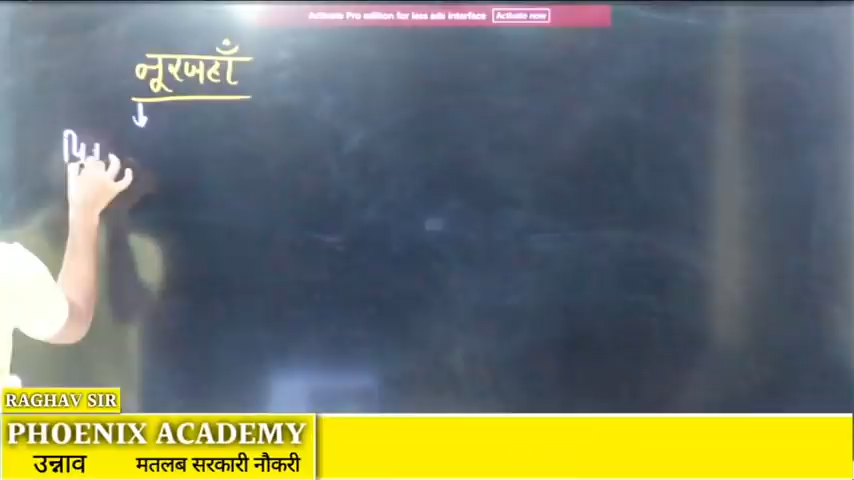 Activate Pro edition for less ads interface Activate now
नूरजहाँ
RAGHAV SIR
PHOENIX ACADEMY
उन्नाव मतलब सरकारी नौकरी